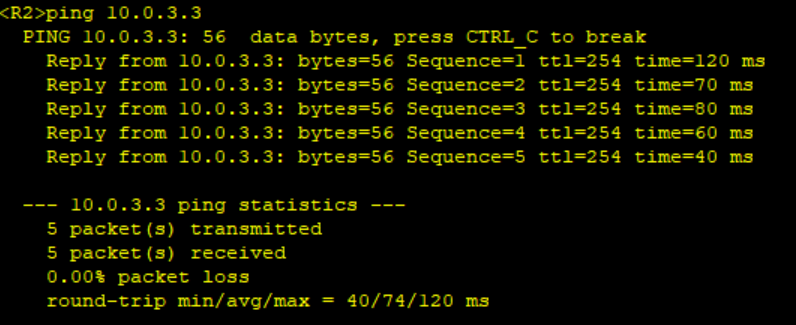 <R2>ping 10.0.3.3
PING 10.0.3.3: 56  data bytes, press CTRL_C to break
Reply from 10.0.3.3: bytes=56 Sequence=1 ttl=254 time=120 ms
Reply from 10.0.3.3: bytes=56 Sequence=2 ttl=254 time=70 ms
Reply from 10.0.3.3: bytes=56 Sequence=3 ttl=254 time=80 ms
Reply from 10.0.3.3: bytes=56 Sequence=4 ttl=254 time=60 ms
Reply from 10.0.3.3: bytes=56 Sequence=5 ttl=254 time=40 ms
--- 10.0.3.3 ping statistics ---
5 packet(s) transmitted
5 packet(s) received
0.00% packet loss
round-trip min/avg/max = 40/74/120 ms